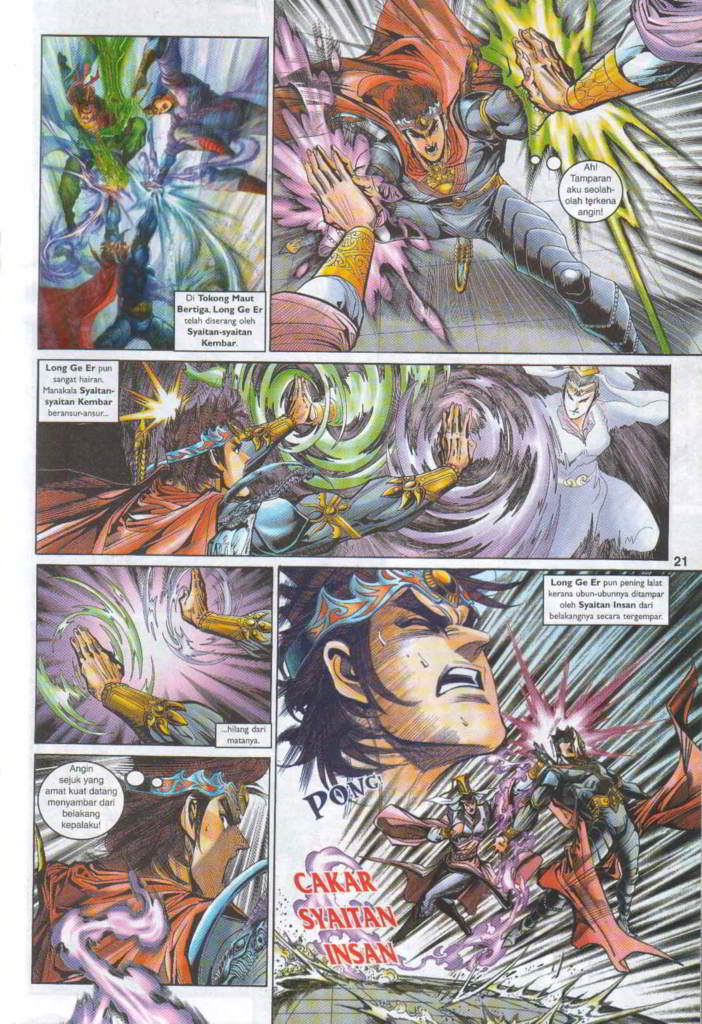 Di Tokong Maut
Bertiga, Long Ge Er
telah diserang oleh
Syaitan-syaitan
Kembar.
Ah!
Tamparan
aku seolah-
olah terkena
angin!
Long Ge Er pun
sangat hairan.
Manakala Syaitan-
syaitan Kembar
beransur-ansur...
21
...hilang dari
matanya.
Angin
sejuk yang
amat kuat datang
menyambar dari
belakang
kepalaku!
Long Ge Er pun pening lalat
kerana ubun-ubunnya ditampar
oleh Syaitan Insan dari
belakangnya secara tergempar.
PONG!
CAKAR
SYAITAN
INSAN